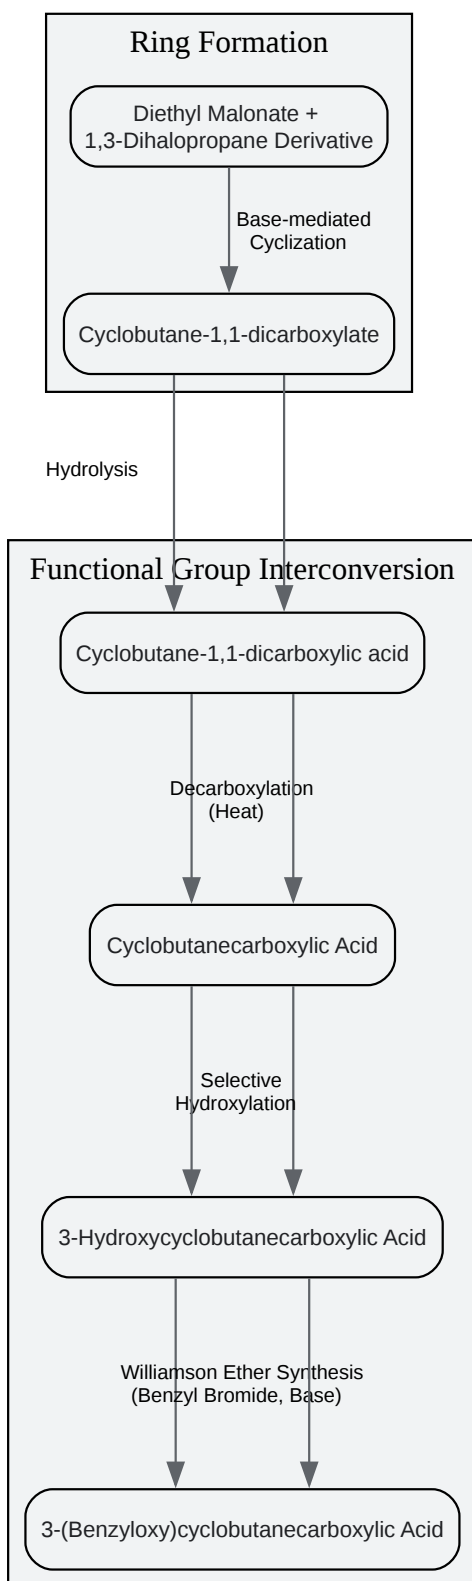 Ring Formation
Diethyl Malonate +
1,3-Dihalopropane Derivative
Base-mediated
Cyclization
Cyclobutane-1,1-dicarboxylate
Hydrolysis
Functional Group Interconversion
Cyclobutane-1,1-dicarboxylic acid
Decarboxylation
(Heat)
Cyclobutanecarboxylic Acid
Selective
Hydroxylation
3-Hydroxycyclobutanecarboxylic Acid
Williamson Ether Synthesis
(Benzyl Bromide, Base)
3-(Benzyloxy)cyclobutanecarboxylic Acid